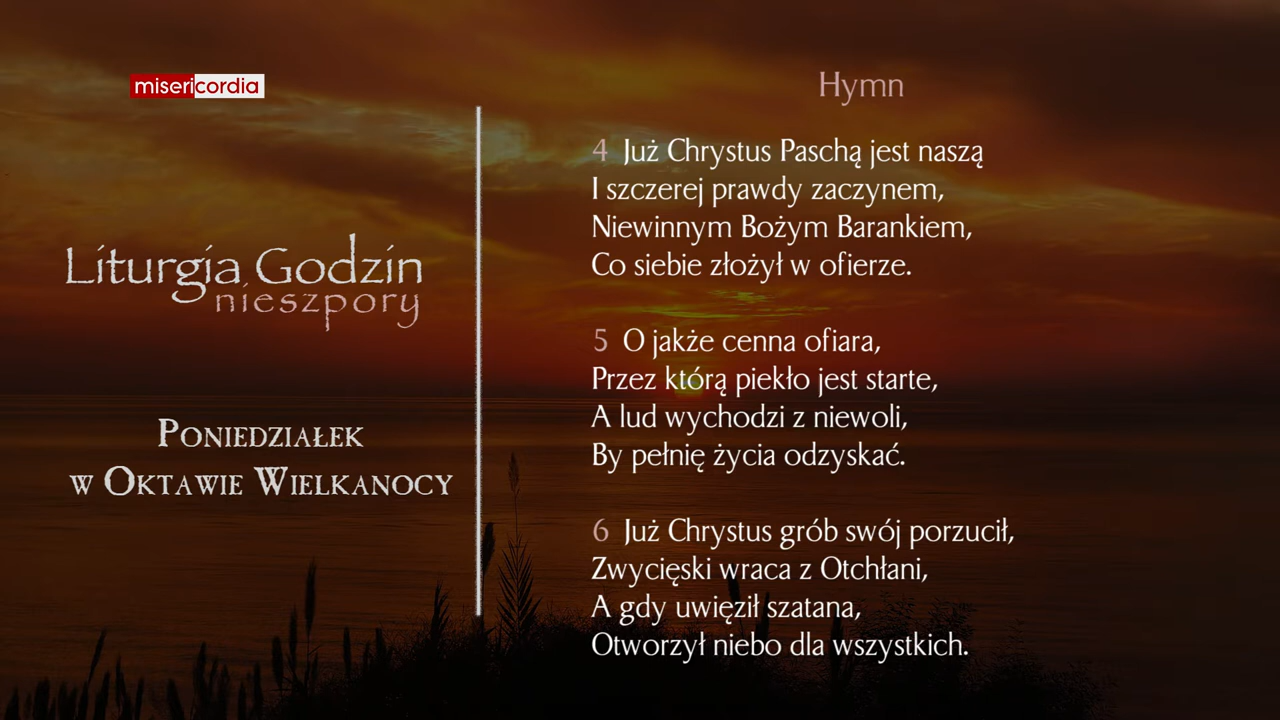 misericordia
Liturgia Godzin
nieszpory
Poniedziałek
w Oktawie Wielkanocy
Hymn
4 Już Chrystus Paschą jest naszą
I szczerej prawdy zaczynem,
Niewinnym Bożym Barankiem,
Co siebie złożył w ofierze.
5 O jakże cenna ofiara,
Przez którą piekło jest starte,
A lud wychodzi z niewoli,
By pełnię życia odzyskać.
6 Już Chrystus grób swój porzucił,
Zwycięski wraca z Otchłani,
A gdy uwięził szatana,
Otworzył niebo dla wszystkich.